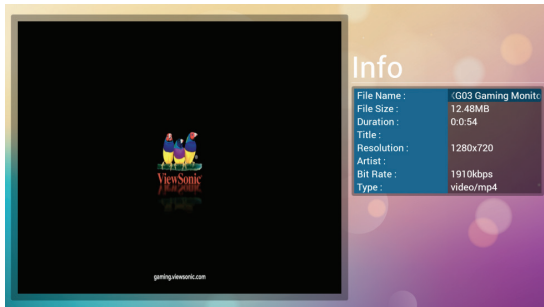 ViewSonic
gaming.viewsonic.com
Info
File Name : G03 Gaming Monitc
File Size : 12.48MB
Duration : 0:0:54
Title :
Resolution : 1280x720
Artist :
Bit Rate : 1910kbps
Type : video/mp4